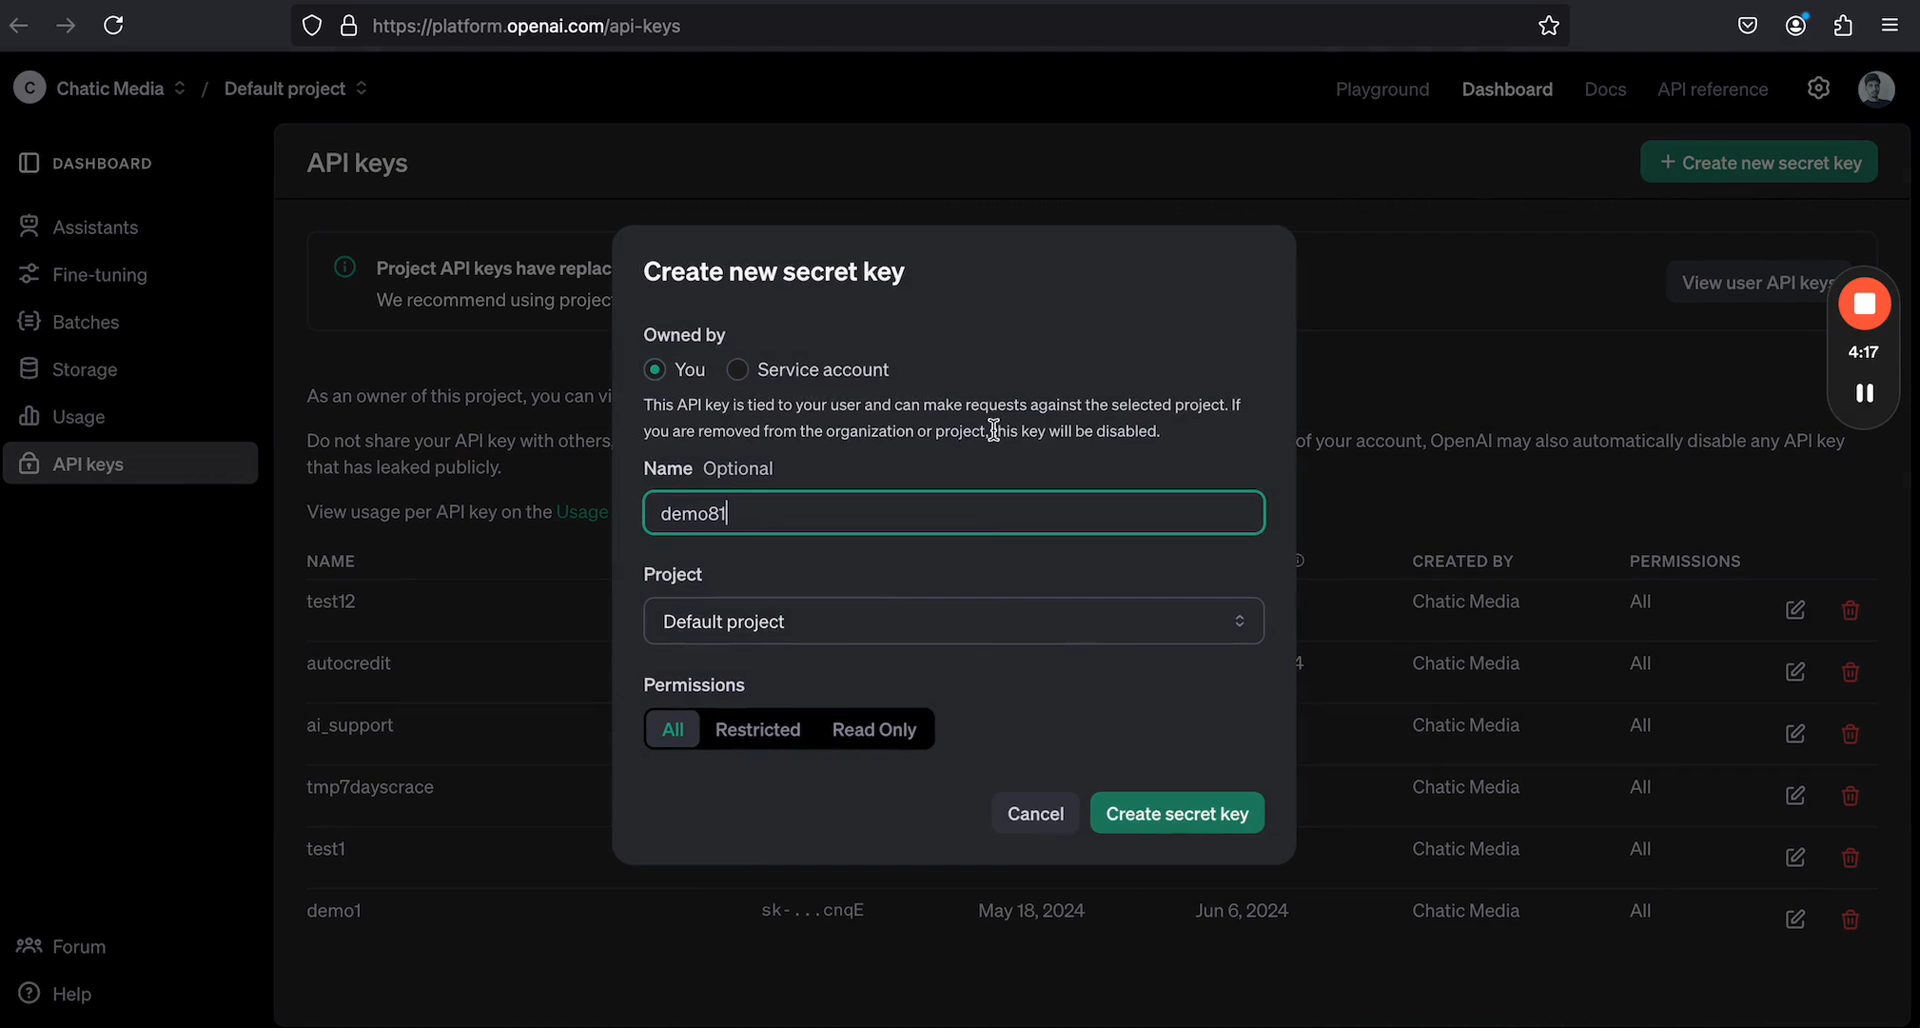 https://platform.openai.com/api-keys
C Chatic Media / Default project
Playground Dashboard Docs API reference
DASHBOARD
Assistants
Fine-tuning
Batches
Storage
Usage
API keys
Forum
Help
API keys
+ Create new secret key
Project API keys have replac
We recommend using projec
View user API keys
As an owner of this project, you can vi
Do not share your API key with others, of your account, OpenAI may also automatically disable any API key
that has leaked publicly.
View usage per API key on the Usage
NAME CREATED BY PERMISSIONS
test12 Chatic Media All
autocredit 4 Chatic Media All
ai_support Chatic Media All
tmp7dayscrace Chatic Media All
test1 Chatic Media All
demo1 sk-...cnqE May 18, 2024 Jun 6, 2024 Chatic Media All
Create new secret key
Owned by
You Service account
This API key is tied to your user and can make requests against the selected project. If
you are removed from the organization or project, this key will be disabled.
Name Optional
demo81
Project
Default project
Permissions
All Restricted Read Only
Cancel Create secret key
4:17